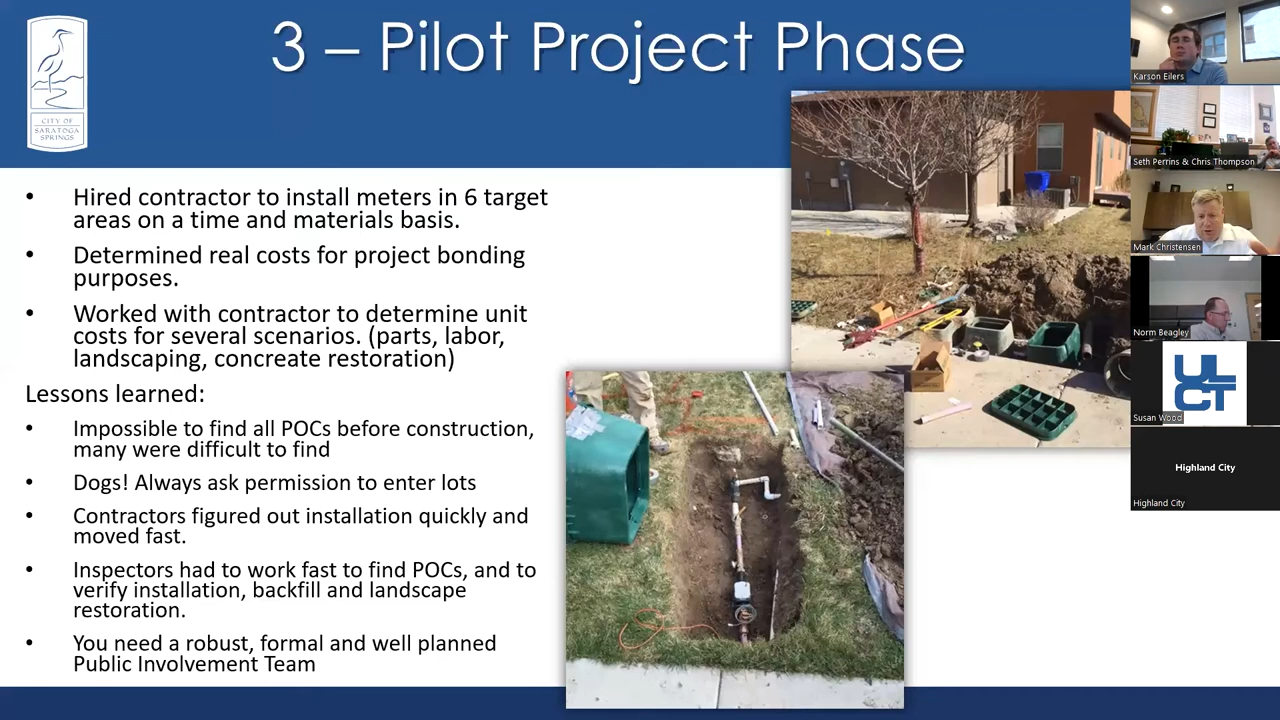 3 – Pilot Project Phase
CITY OF
SARATOGA
SPRINGS
• Hired contractor to install meters in 6 target
areas on a time and materials basis.
• Determined real costs for project bonding
purposes.
• Worked with contractor to determine unit
costs for several scenarios. (parts, labor,
landscaping, concreate restoration)
Lessons learned:
• Impossible to find all POCs before construction,
many were difficult to find
• Dogs! Always ask permission to enter lots
• Contractors figured out installation quickly and
moved fast.
• Inspectors had to work fast to find POCs, and to
verify installation, backfill and landscape
restoration.
• You need a robust, formal and well planned
Public Involvement Team
Karson Eilers
Seth Perrins & Chris Thompson
Mark Christensen
Norm Beagley
UL
CT
Susan Wood
Highland City
Highland City